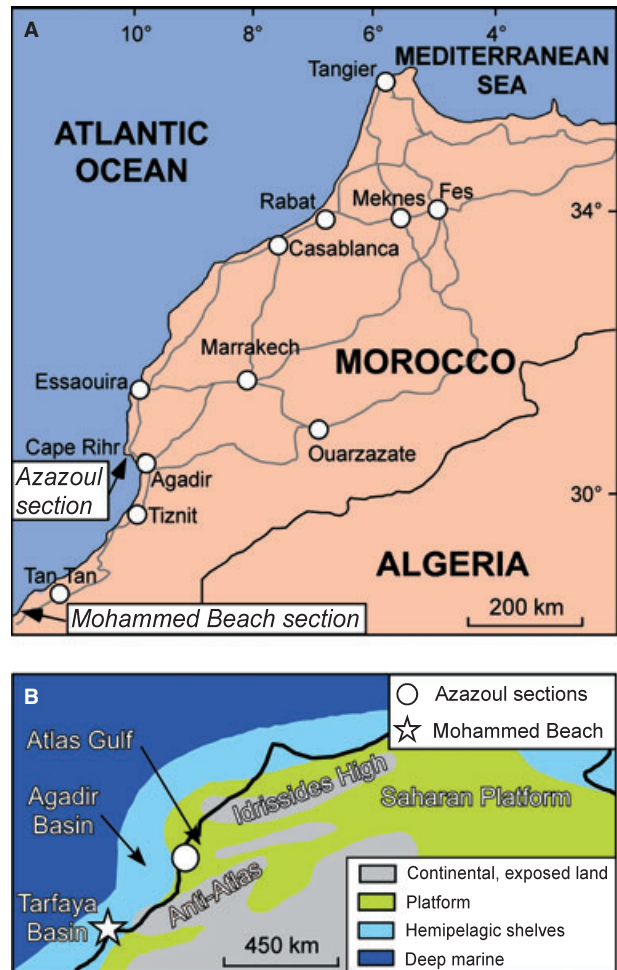 A
10°
8°
6°
4°
MEDITERRANEAN
SEA
Tangier
ATLANTIC
OCEAN
Rabat
Meknes
Fes
34°
Casablanca
Marrakech
MOROCCO
Essaouira
Cape Rihr
Ouarzazate
Azazoul
section
Agadir
30°
Tiznit
ALGERIA
Tan Tan
200 km
Mohammed Beach section
B
Azazoul sections
Mohammed Beach
Atlas Gulf
Idrissides High
Saharan Platform
Agadir
Basin
Anti-Atlas
Tarfaya
Basin
Continental, exposed land
Platform
Hemipelagic shelves
Deep marine
450 km